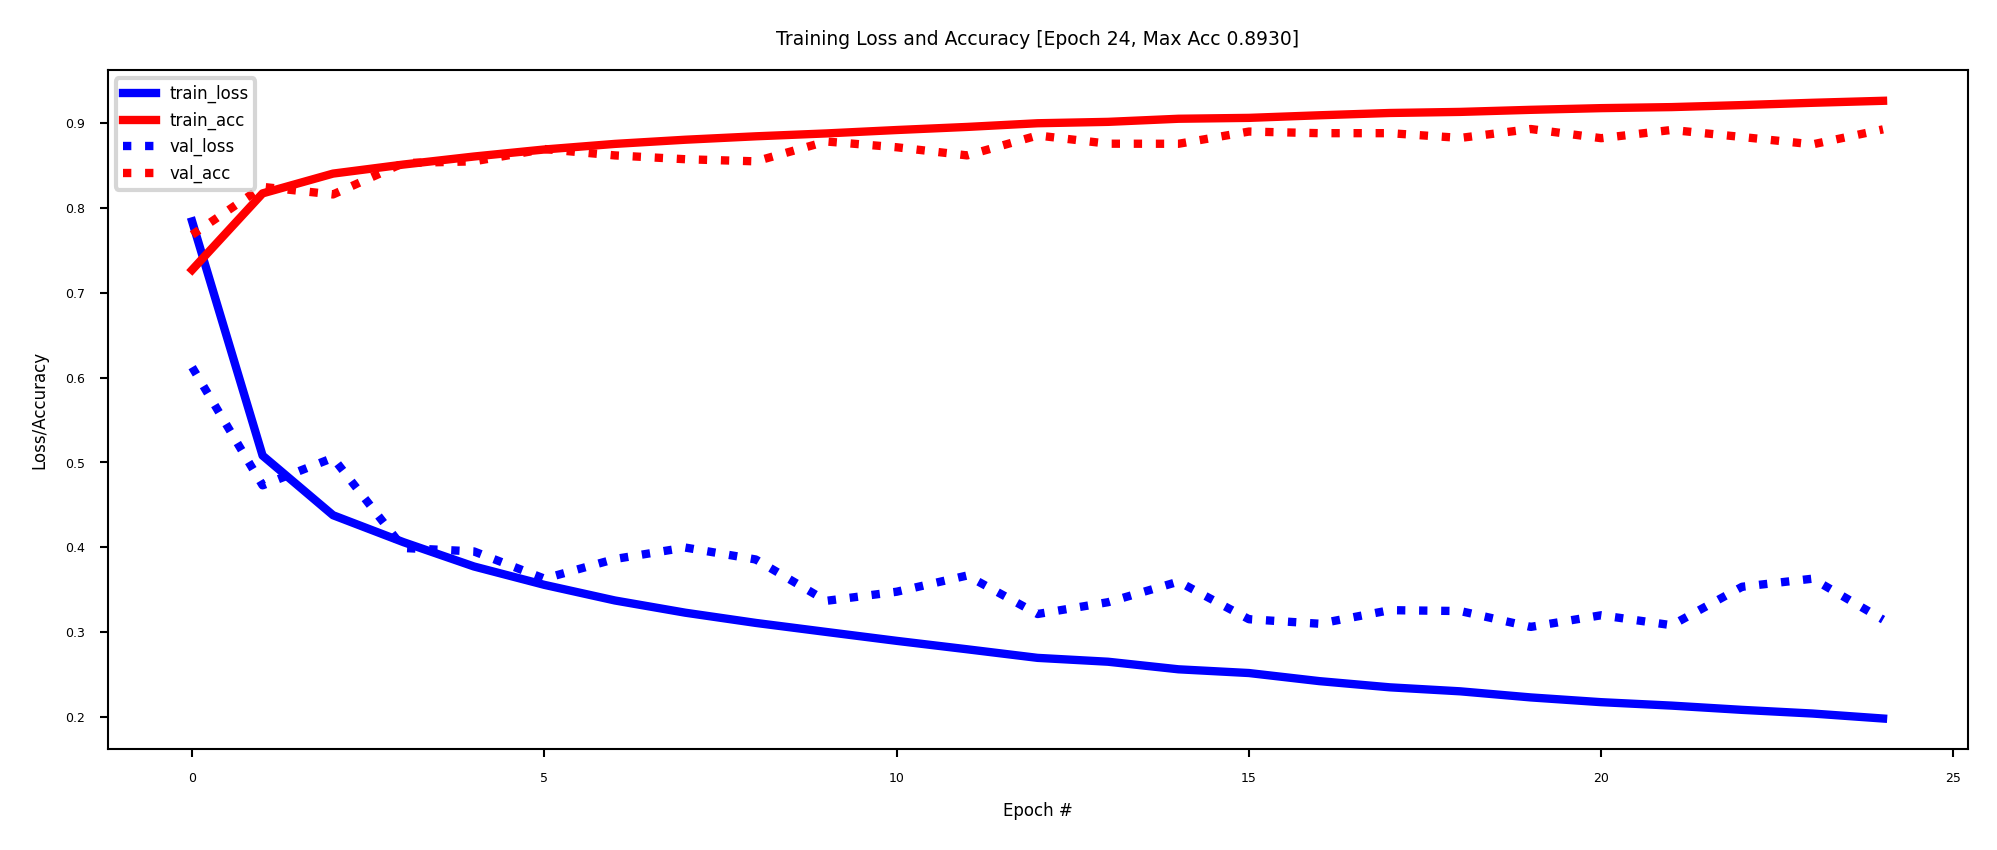 Training Loss and Accuracy [Epoch 24, Max Acc 0.8930]
train_loss
train_acc
val_loss
val_acc
0.9
0.8
0.7
0.6
0.5
0.4
0.3
0.2
Loss/Accuracy
0 5 10 15 20 25
Epoch #